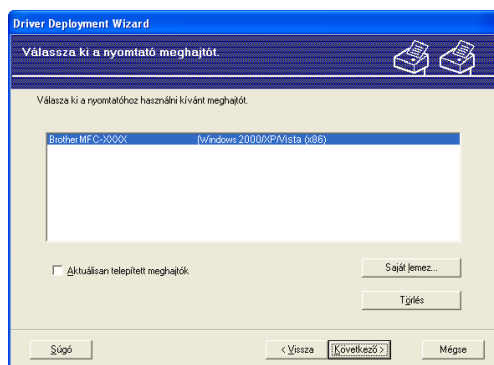 Driver Deployment Wizard
Válassza ki a nyomtató meghajtót.
Válasza ki a nyomtatóhoz használni kívánt meghajtót.
Brother MFC-XXXX (Windows 2000/XP/Vista (x86)
Aktuálisan telepített meghajtók
Saját lemez...
Törlés
Súgó
< Vissza
Következő >
Mégse